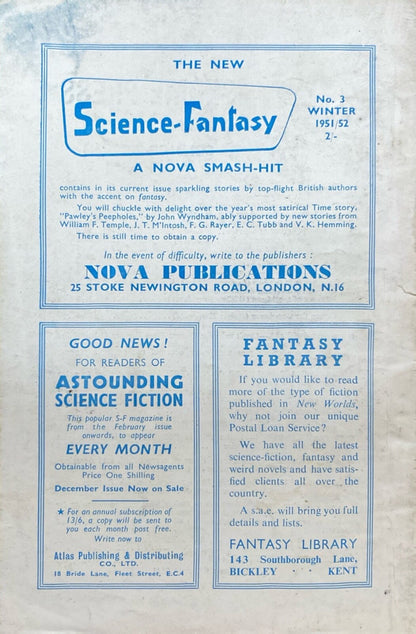 THE NEW
Science-Fantasy
No. 3
WINTER
1951/52
2/-
A NOVA SMASH-HIT
contains in its current issue sparkling stories by top-flight British authors
with the accent on fantasy.
You will chuckle with delight over the year's most satirical Time story,
"Pawley's Peepholes," by John Wyndham, ably supported by new stories from
William F. Temple, J. T. M'Intosh, F. G. Rayer, E. C. Tubb and V. K. Hemming.
There is still time to obtain a copy.
In the event of difficulty, write to the publishers :
NOVA PUBLICATIONS
25 STOKE NEWINGTON ROAD, LONDON, N.16
GOOD NEWS!
FOR READERS OF
ASTOUNDING
SCIENCE FICTION
This popular S-F magazine is
from the February issue
onwards, to appear
EVERY MONTH
Obtainable from all Newsagents
Price One Shilling
December Issue Now on Sale
★ For an annual subscription of
13/6, a copy will be sent to
you each month post free.
Write now to
Atlas Publishing & Distributing
CO., LTD.
18 Bride Lane, Fleet Street, E.C.4
FANTASY
LIBRARY
If you would like to read
more of the type of fiction
published in New Worlds,
why not join our unique
Postal Loan Service?
We have all the latest
science-fiction, fantasy and
weird novels and have satis-
fied clients all over the
country.
A s.a.e. will bring you full
details and lists.
FANTASY LIBRARY
143 Southborough Lane,
BICKLEY · · KENT